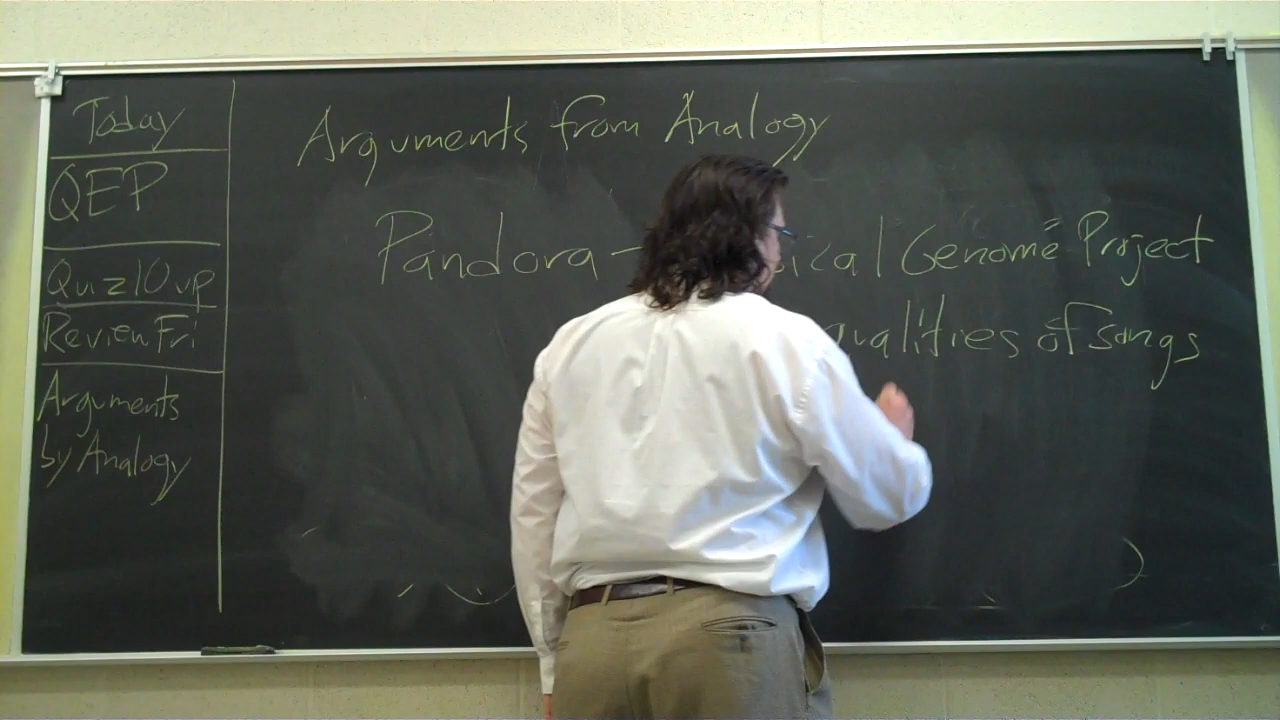 Today
QEP
Quiz 10 up
Review Fri
Arguments
by Analogy
Arguments from Analogy
Pandora - ical Genome Project
qualities of songs